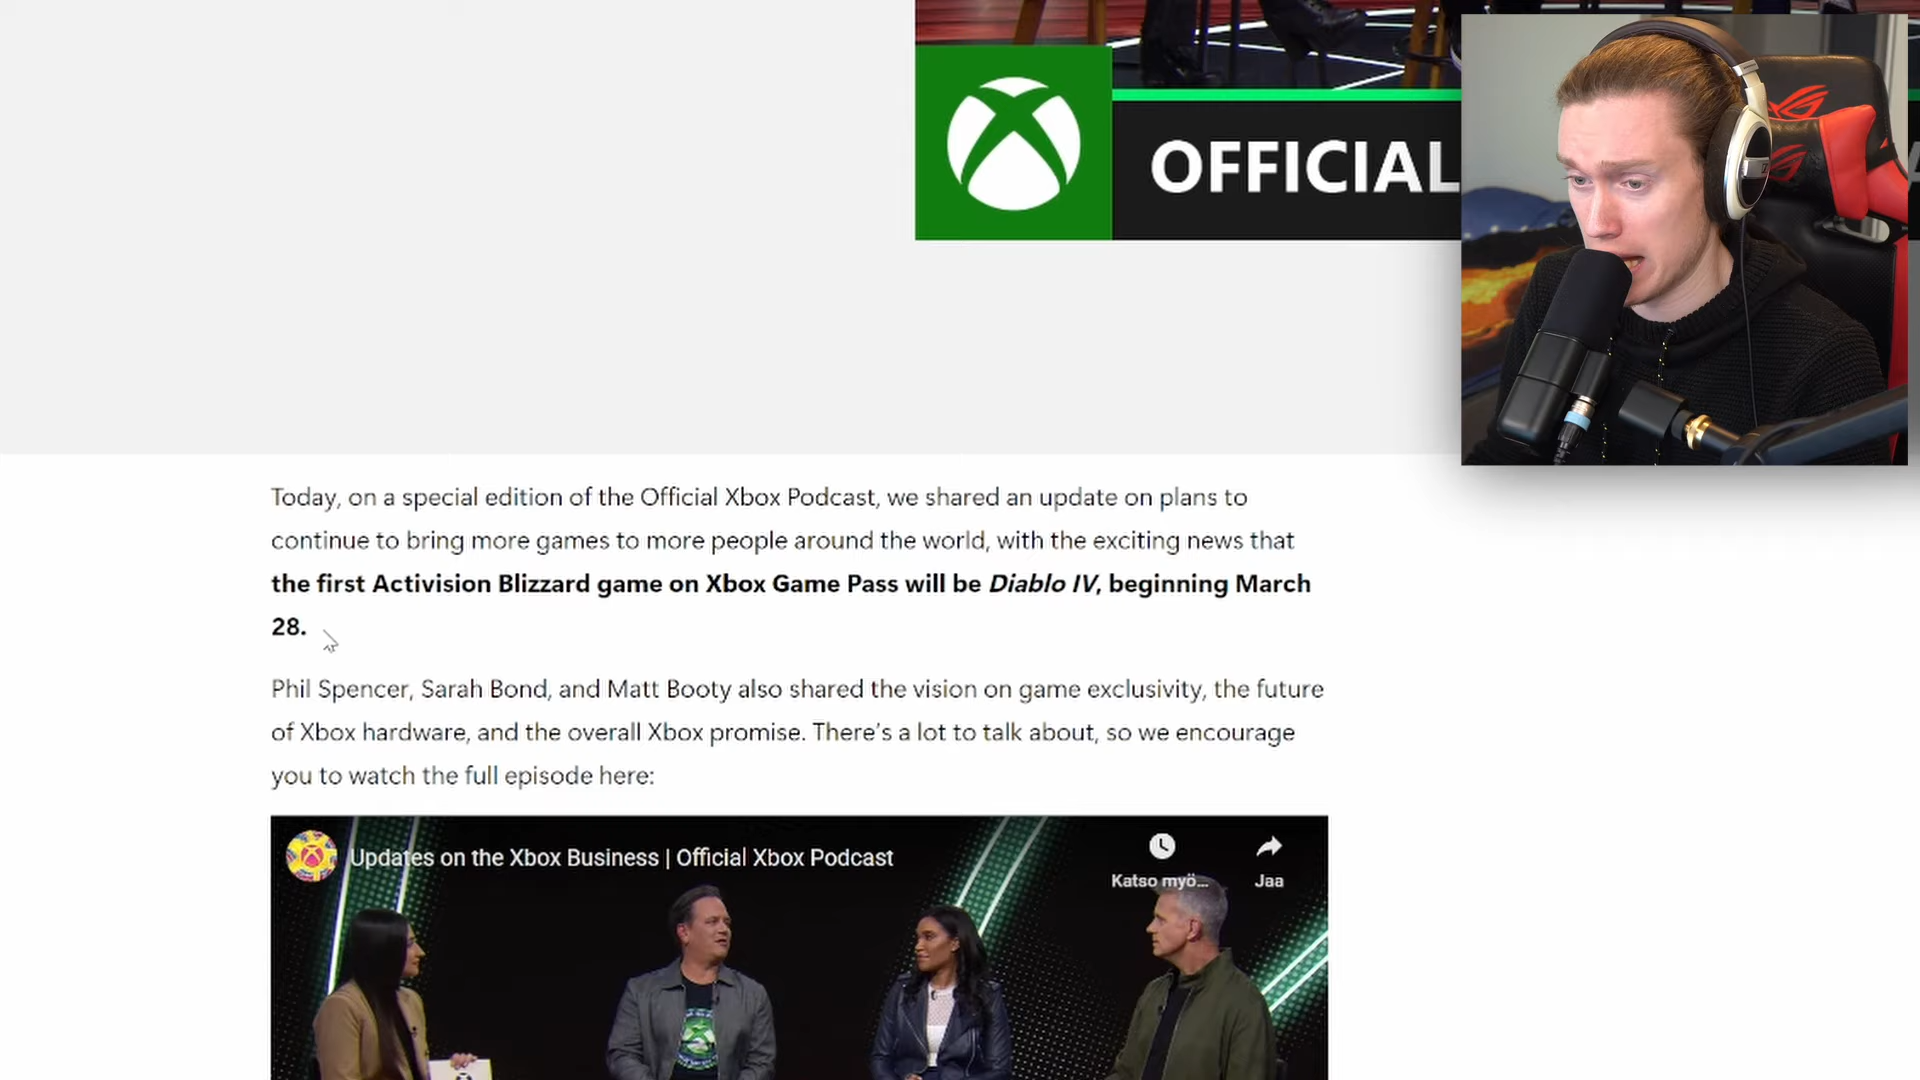 OFFICIAL
Today, on a special edition of the Official Xbox Podcast, we shared an update on plans to
continue to bring more games to more people around the world, with the exciting news that
the first Activision Blizzard game on Xbox Game Pass will be Diablo IV, beginning March
28.
Phil Spencer, Sarah Bond, and Matt Booty also shared the vision on game exclusivity, the future
of Xbox hardware, and the overall Xbox promise. There's a lot to talk about, so we encourage
you to watch the full episode here:
Updates on the Xbox Business | Official Xbox Podcast
Katso myö...
Jaa